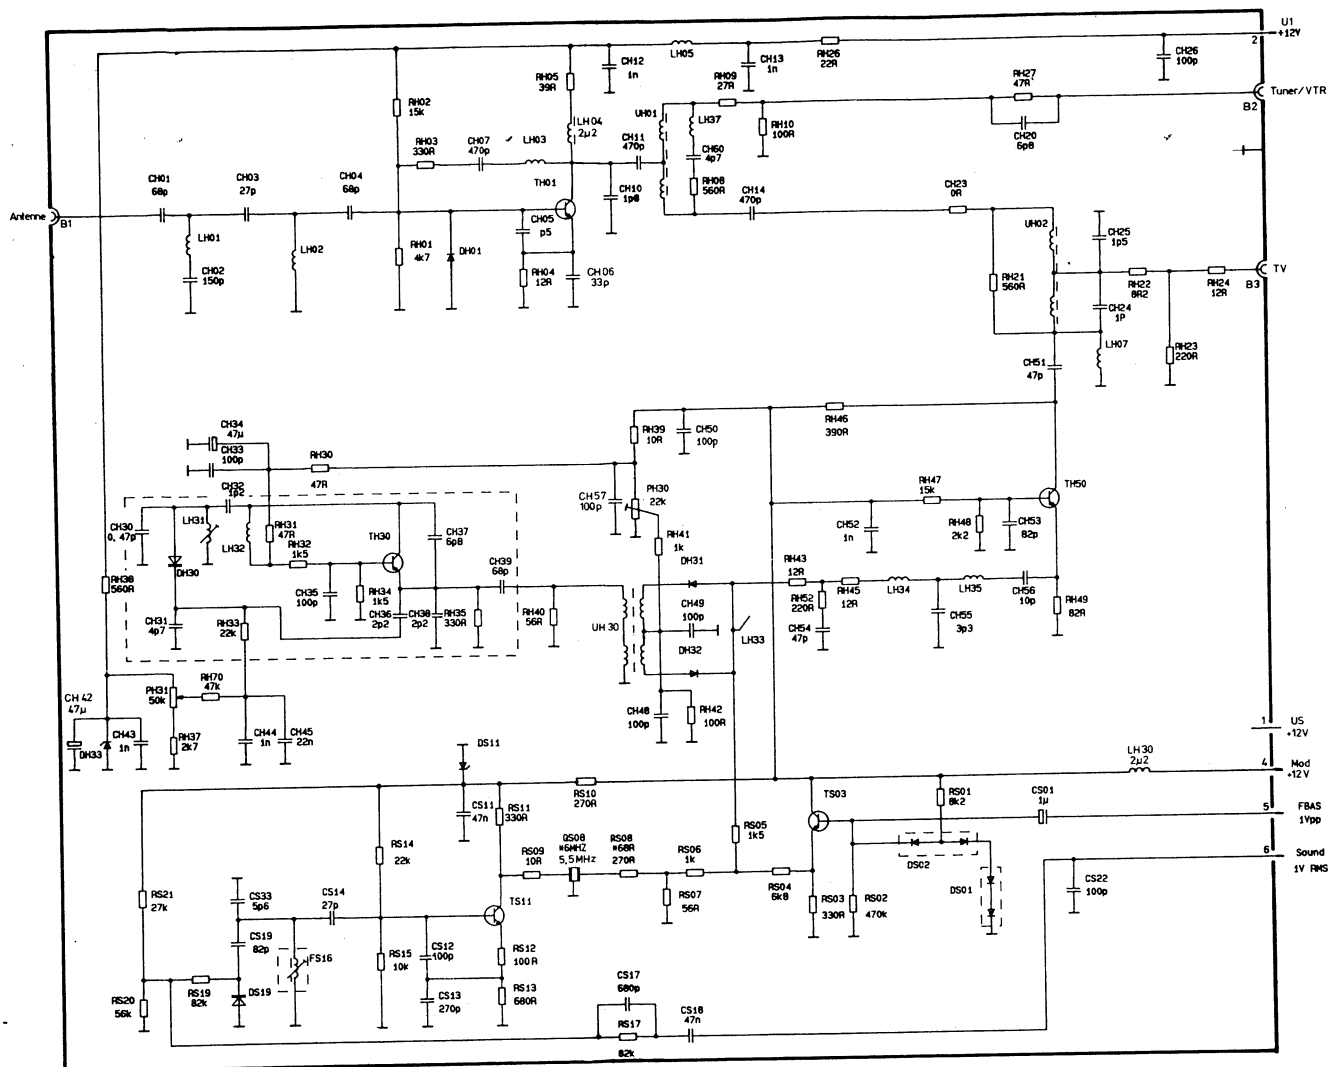 U1
+12V
2
CH26
100p
RH26
22R
CH13
1n
LH05
CH12
1n
RH05
39R
RH09
27R
RH27
47R
Tuner/VTR
B2
CH20
6p8
RH02
15k
UH01
LH37
RH10
100R
LH04
2µ2
CH11
470p
CH60
4p7
RH03
330R
CH07
470p
LH03
RH08
560R
CH01
68p
CH03
27p
CH04
68p
TH01
CH10
1p8
CH14
470p
CH23
0R
Antenne
B1
CH05
p5
UH02
CH25
1p5
LH01
LH02
RH01
4k7
DH01
CH02
150p
RH04
12R
CH06
33p
RH21
560R
RH22
8R2
RH24
12R
TV
B3
CH24
1P
LH07
RH23
220R
CH51
47p
CH34
47µ
CH33
100p
RH30
47R
RH39
10R
CH50
100p
RH46
390R
CH32
1p2
CH57
100p
PH30
22k
RH47
15k
TH50
CH30
0,47p
LH31
LH32
RH31
47R
RH32
1k5
TH30
CH37
6p8
RH41
1k
CH52
1n
RH48
2k2
CH53
82p
DH30
CH39
68p
DH31
RH43
12R
RH38
560R
CH35
100p
RH34
1k5
CH36
2p2
CH38
2p2
RH35
330R
RH40
56R
CH49
100p
RH52
220R
RH45
12R
LH34
LH35
CH56
10p
RH49
82R
CH31
4p7
RH33
22k
UH30
DH32
LH33
CH54
47p
CH55
3p3
CH42
47µ
PH31
50k
RH70
47k
CH48
100p
RH42
100R
DH33
CH43
1n
RH37
2k7
CH44
1n
CH45
22n
1
US
+12V
DS11
LH30
2µ2
4
Mod
+12V
RS10
270R
CS11
47n
RS11
330R
TS03
RS01
8k2
CS01
1µ
5
FBAS
1Vpp
RS14
22k
RS09
10R
QS08
*6MHZ
5,5MHz
RS08
*68R
270R
RS06
1k
RS05
1k5
DS02
6
Sound
1V RMS
RS21
27k
CS33
5p6
CS14
27p
TS11
RS07
56R
RS04
6k8
RS03
330R
RS02
470k
DS01
CS22
100p
CS19
82p
FS16
RS15
10k
CS12
100p
RS12
100R
RS20
56k
RS19
82k
DS19
CS13
270p
RS13
680R
CS17
680p
RS17
82k
CS18
47n